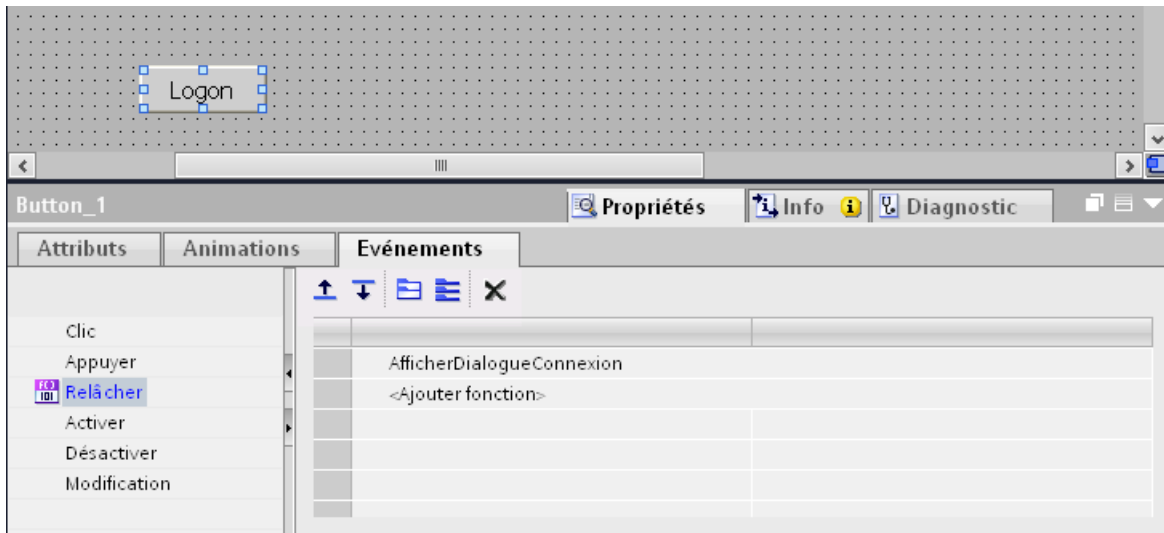 Logon
Button_1 Propriétés Info Diagnostic
Attributs Animations Evénements
Clic
Appuyer AfficherDialogueConnexion
Relâcher <Ajouter fonction>
Activer
Désactiver
Modification